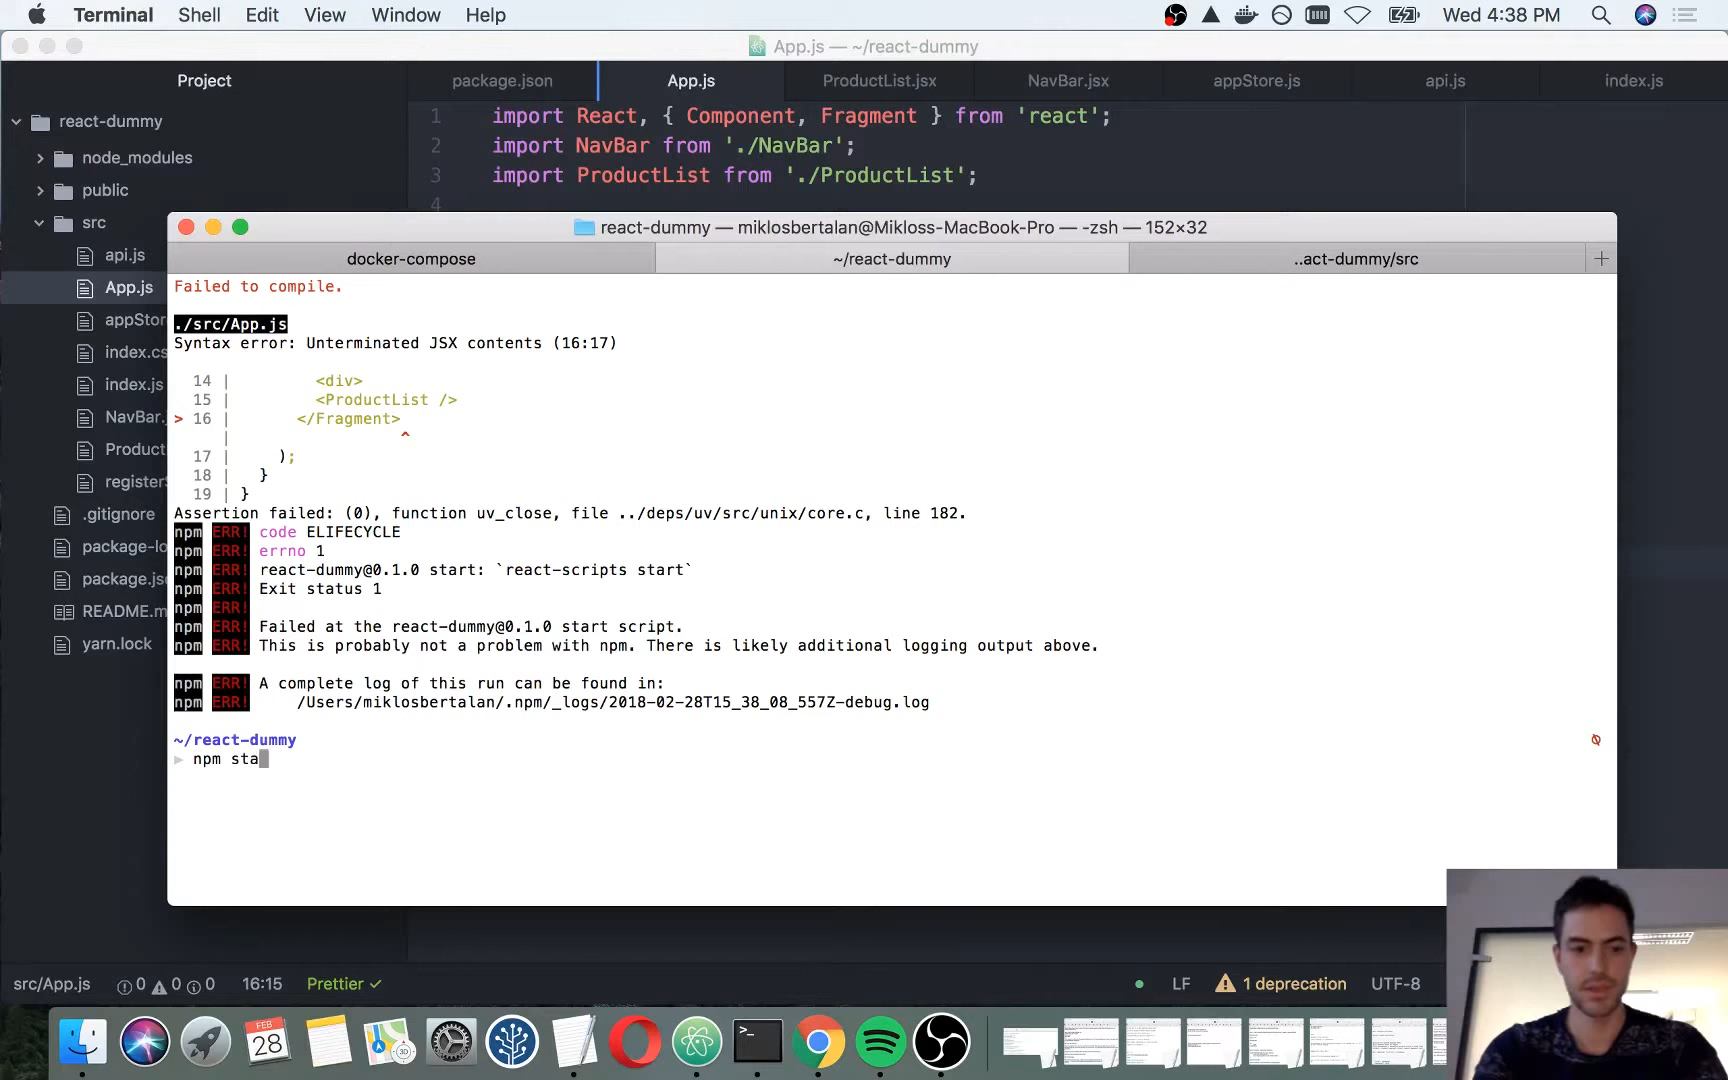 Terminal Shell Edit View Window Help Wed 4:38 PM
App.js — ~/react-dummy
Project package.json App.js ProductList.jsx NavBar.jsx appStore.js api.js index.js
1 import React, { Component, Fragment } from 'react';
2 import NavBar from './NavBar';
3 import ProductList from './ProductList';
4
react-dummy
node_modules
public
src
api.js
App.js
appStor
index.cs
index.js
NavBar.
Product
register
.gitignore
package-lo
package.jso
README.m
yarn.lock
react-dummy — miklosbertalan@Mikloss-MacBook-Pro — -zsh — 152×32
docker-compose ~/react-dummy ..act-dummy/src
Failed to compile.
./src/App.js
Syntax error: Unterminated JSX contents (16:17)
14 | <div>
15 | <ProductList />
> 16 | </Fragment>
| ^
17 | );
18 | }
19 | }
Assertion failed: (0), function uv_close, file ../deps/uv/src/unix/core.c, line 182.
npm ERR! code ELIFECYCLE
npm ERR! errno 1
npm ERR! react-dummy@0.1.0 start: `react-scripts start`
npm ERR! Exit status 1
npm ERR!
npm ERR! Failed at the react-dummy@0.1.0 start script.
npm ERR! This is probably not a problem with npm. There is likely additional logging output above.
npm ERR! A complete log of this run can be found in:
npm ERR! /Users/miklosbertalan/.npm/_logs/2018-02-28T15_38_08_557Z-debug.log
~/react-dummy
npm sta
src/App.js 0 0 0 16:15 Prettier ✓ LF 1 deprecation UTF-8
FEB
28